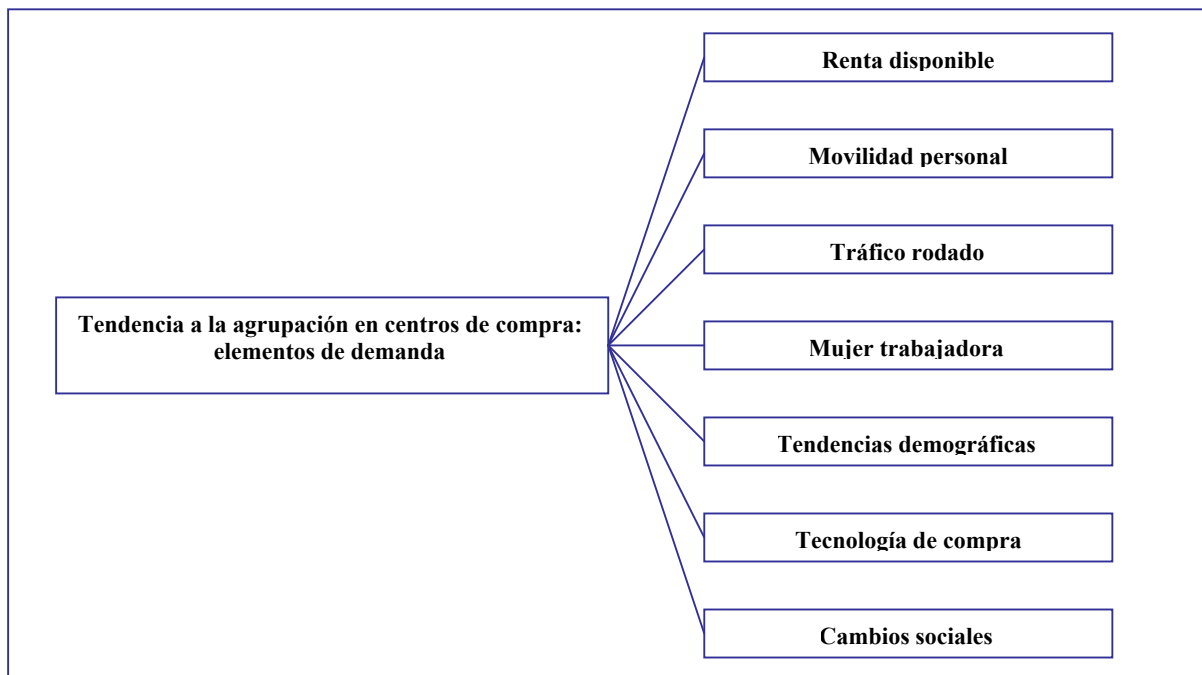 Renta disponible
Movilidad personal
Tráfico rodado
Tendencia a la agrupación en centros de compra:
elementos de demanda
Mujer trabajadora
Tendencias demográficas
Tecnología de compra
Cambios sociales